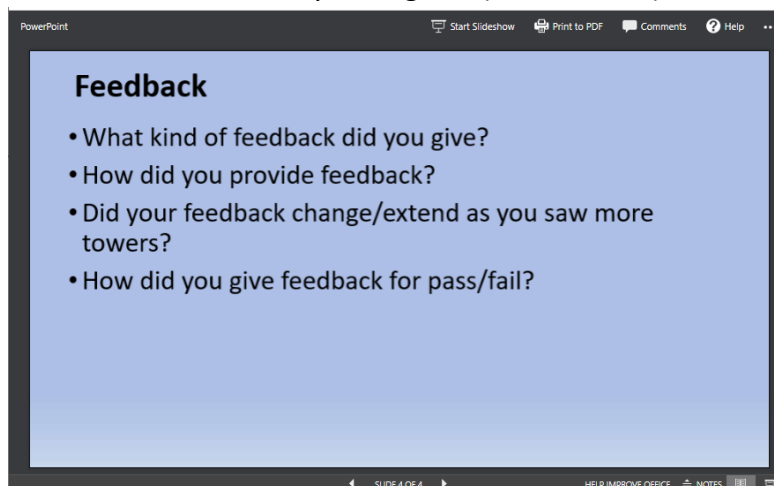 PowerPoint Start Slideshow Print to PDF Comments Help
Feedback
• What kind of feedback did you give?
• How did you provide feedback?
• Did your feedback change/extend as you saw more
towers?
• How did you give feedback for pass/fail?
SLIDE 4 OF 4 HELP IMPROVE OFFICE NOTES